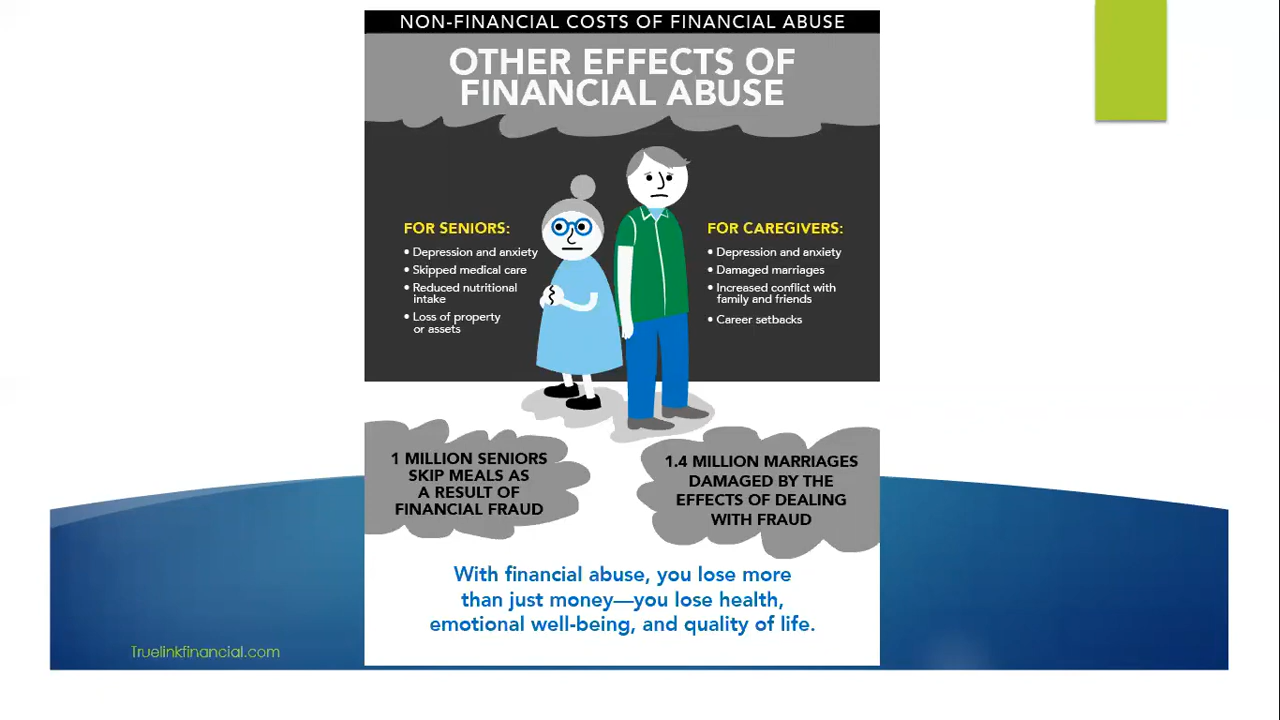 NON-FINANCIAL COSTS OF FINANCIAL ABUSE
OTHER EFFECTS OF
FINANCIAL ABUSE
FOR SENIORS:
• Depression and anxiety
• Skipped medical care
• Reduced nutritional
intake
• Loss of property
or assets
FOR CAREGIVERS:
• Depression and anxiety
• Damaged marriages
• Increased conflict with
family and friends
• Career setbacks
1 MILLION SENIORS
SKIP MEALS AS
A RESULT OF
FINANCIAL FRAUD
1.4 MILLION MARRIAGES
DAMAGED BY THE
EFFECTS OF DEALING
WITH FRAUD
With financial abuse, you lose more
than just money—you lose health,
emotional well-being, and quality of life.
Truelinkfinancial.com